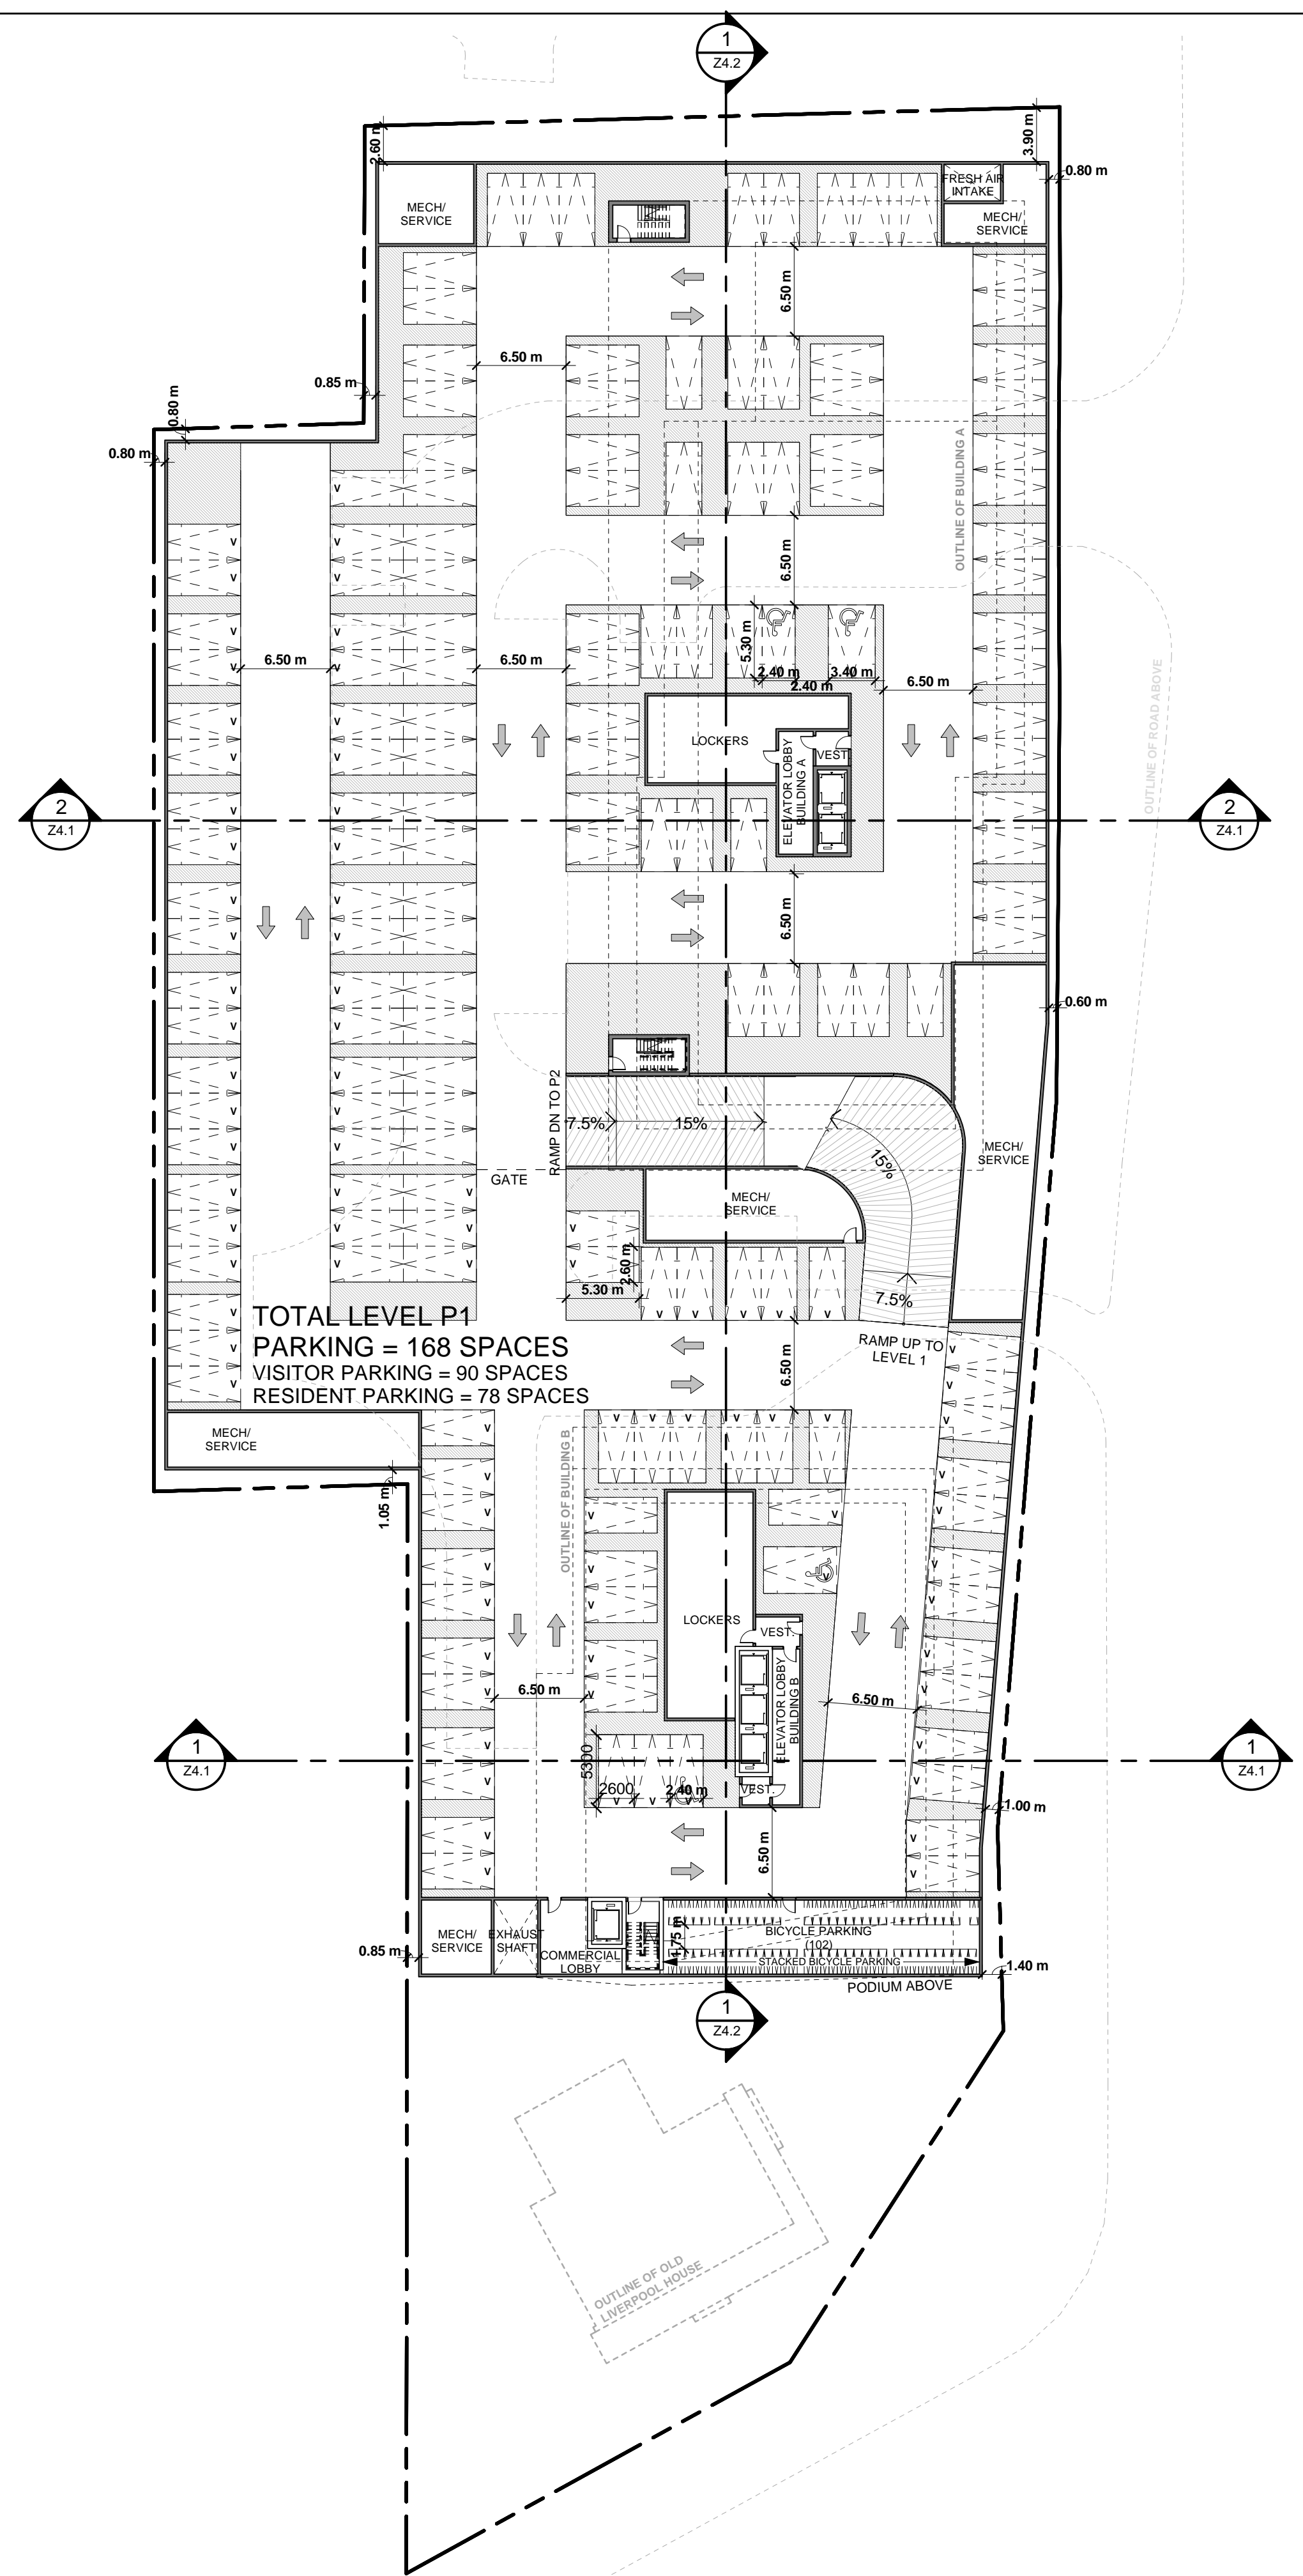 1
Z4.2
2.60 m
3.90 m
0.80 m
MECH/
SERVICE
FRESH AIR
INTAKE
MECH/
SERVICE
6.50 m
6.50 m
0.85 m
0.80 m
0.80 m
V
OUTLINE OF BUILDING A
V
V
6.50 m
V
V
5.30 m
6.50 m
6.50 m
2.40 m
3.40 m
2.40 m
6.50 m
OUTLINE OF ROAD ABOVE
V
V
LOCKERS
VEST.
ELEVATOR LOBBY
BUILDING A
2
Z4.1
2
Z4.1
V
V
6.50 m
V
V
0.60 m
RAMP DN TO P2
7.5%
15%
15%
MECH/
SERVICE
GATE
MECH/
SERVICE
V
V
V
2.60 m
5.30 m
7.5%
V V V V V
TOTAL LEVEL P1
PARKING = 168 SPACES
VISITOR PARKING = 90 SPACES
RESIDENT PARKING = 78 SPACES
RAMP UP TO
LEVEL 1
6.50 m
V
V
V V V V V
MECH/
SERVICE
OUTLINE OF BUILDING B
1.05 m
V
V
V
LOCKERS
VEST.
ELEVATOR LOBBY
BUILDING B
6.50 m
6.50 m
1
Z4.1
1
Z4.1
5300
2600
2.40 m
VEST.
V V V V
1.00 m
6.50 m
V
V
MECH/
SERVICE
EXHAUST
SHAFT
COMMERCIAL
LOBBY
1.75 m
BICYCLE PARKING
(102)
STACKED BICYCLE PARKING
0.85 m
1.40 m
PODIUM ABOVE
1
Z4.2
OUTLINE OF OLD
LIVERPOOL HOUSE